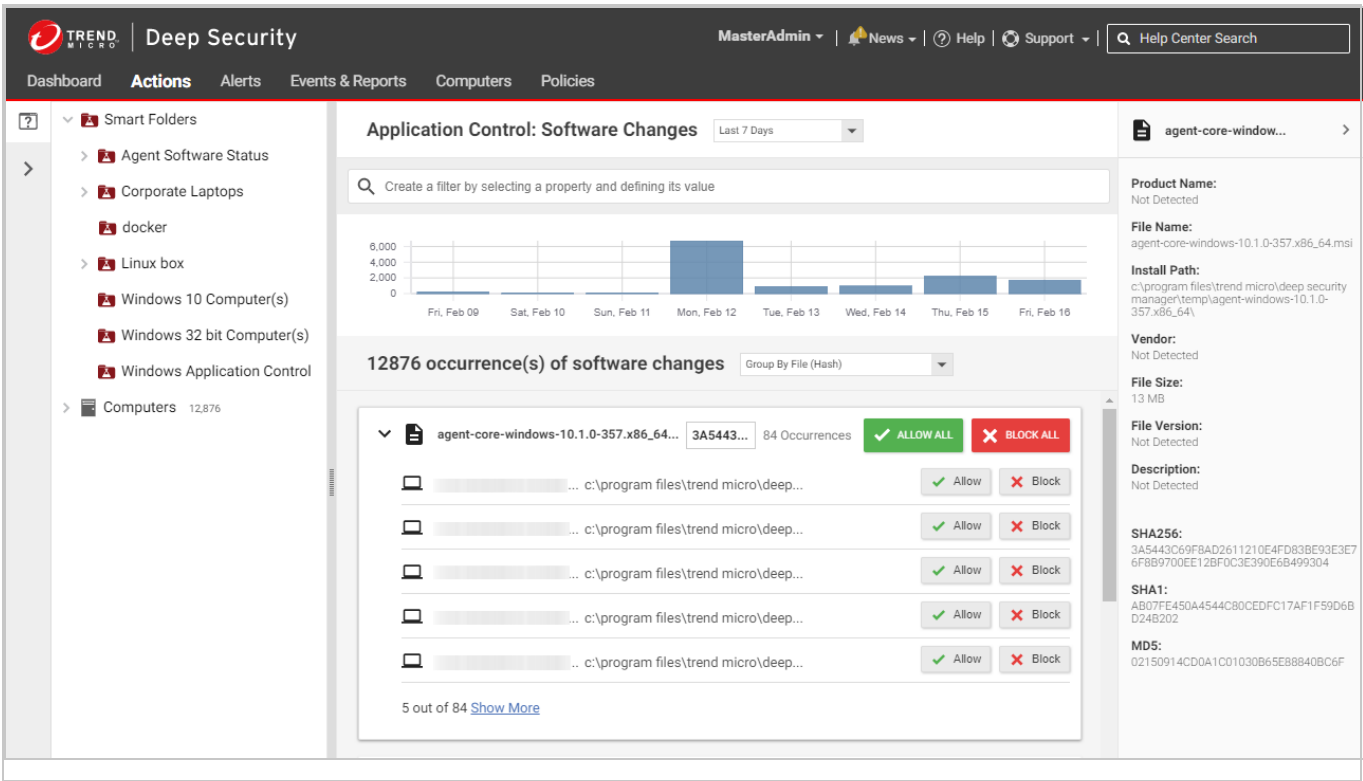 TREND MICRO Deep Security
MasterAdmin News Help Support Help Center Search
Dashboard Actions Alerts Events & Reports Computers Policies
Smart Folders
Agent Software Status
Corporate Laptops
docker
Linux box
Windows 10 Computer(s)
Windows 32 bit Computer(s)
Windows Application Control
Computers 12,876
Application Control: Software Changes Last 7 Days
Create a filter by selecting a property and defining its value
6,000
4,000
2,000
0
Fri, Feb 09 Sat, Feb 10 Sun, Feb 11 Mon, Feb 12 Tue, Feb 13 Wed, Feb 14 Thu, Feb 15 Fri, Feb 16
12876 occurrence(s) of software changes Group By File (Hash)
agent-core-windows-10.1.0-357.x86_64... 3A5443... 84 Occurrences ALLOW ALL BLOCK ALL
... c:\program files\trend micro\deep... Allow Block
... c:\program files\trend micro\deep... Allow Block
... c:\program files\trend micro\deep... Allow Block
... c:\program files\trend micro\deep... Allow Block
... c:\program files\trend micro\deep... Allow Block
5 out of 84 Show More
agent-core-window...
Product Name:
Not Detected
File Name:
agent-core-windows-10.1.0-357.x86_64.msi
Install Path:
c:\program files\trend micro\deep security
manager\temp\agent-windows-10.1.0-
357.x86_64\
Vendor:
Not Detected
File Size:
13 MB
File Version:
Not Detected
Description:
Not Detected
SHA256:
3A5443C69F8AD2611210E4FD83BE93E3E7
6F8B9700EE12BF0C3E390E6B499304
SHA1:
AB07FE450A4544C80CEDFC17AF1F59D6B
D24B202
MD5:
02150914CD0A1C01030B65E88840BC6F